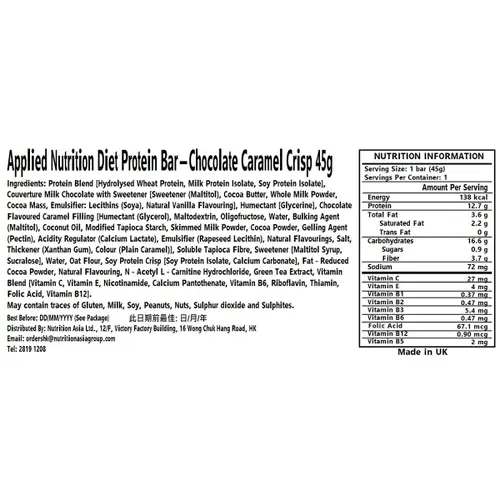 Applied Nutrition Diet Protein Bar–Chocolate Caramel Crisp 45g
Ingredients: Protein Blend [Hydolysed Wheat Protein, Milk Protein Isolate, Soy Protein Isolate],
Couverture Milk Chocolate with Sweetener [Sweetener (Maltitol), Cocoa Butter, Whole Milk Powder,
Cocoa Mass, Emulsifier: Lecithins (Soya), Natural Vanilla Flavouring], Humectant [Glycerine], Chocolate
Flavoured Caramel Filling [Humectant (Glycerol), Maltodextrin, Oligofructose, Water, Bulking Agent
(Maltitol), Coconut Oil, Modified Tapioca Starch, Skimmed Milk Powder, Cocoa Powder, Gelling Agent
(Pectin), Acidity Regulator (Calcium Lactate), Emulsifier (Rapeseed Lecithin), Natural Flavourings, Salt,
Thickener (Xanthan Gum), Colour (Plain Caramel)], Soluble Tapioca Fibre, Sweeteners [Maltitol Syrup,
Sucralose], Water, Oat Flour, Soy Protein Crisp [Soy Protein Isolate, Calcium Carbonate], Fat - Reduced
Cocoa Powder, Natural Flavouring, N - Acetyl L - Carnitine Hydrochloride, Green Tea Extract, Vitamin
Blend [Vitamin C, Vitamin E, Nicotinamide, Calcium Pantothenate, Vitamin B6, Riboflavin, Thiamin,
Folic Acid, Vitamin B12].
May contain traces of Gluten, Milk, Soy, Peanuts, Nuts, Sulphur dioxide and Sulphites.
Best Before: DD/MM/YYYY (See Package) 此日期前最佳: 日/月/年
Distributed By: Nutrition Asia Ltd., 12/F, Victory Factory Building, 16 Wong Chuk Hang Road, HK
Email: ordershk@nutritionasiagroup.com
Tel: 2819 1208
NUTRITION INFORMATION
Serving Size: 1 bar (45g)
Servings Per Container: 1
Amount Per Serving
Energy 138 kcal
Protein 12.7 g
Total Fat 3.6 g
Saturated Fat 2.2 g
Trans Fat 0 g
Carbohydrates 16.6 g
Sugars 0.9 g
Fiber 3.7 g
Sodium 72 mg
Vitamin C 27 mg
Vitamin E 4 mg
Vitamin B1 0.37 mg
Vitamin B2 0.47 mg
Vitamin B3 5.4 mg
Vitamin B6 0.47 mg
Folic Acid 67.1 mcg
Vitamin B12 0.90 mcg
Vitamin B5 2 mg
Made in UK